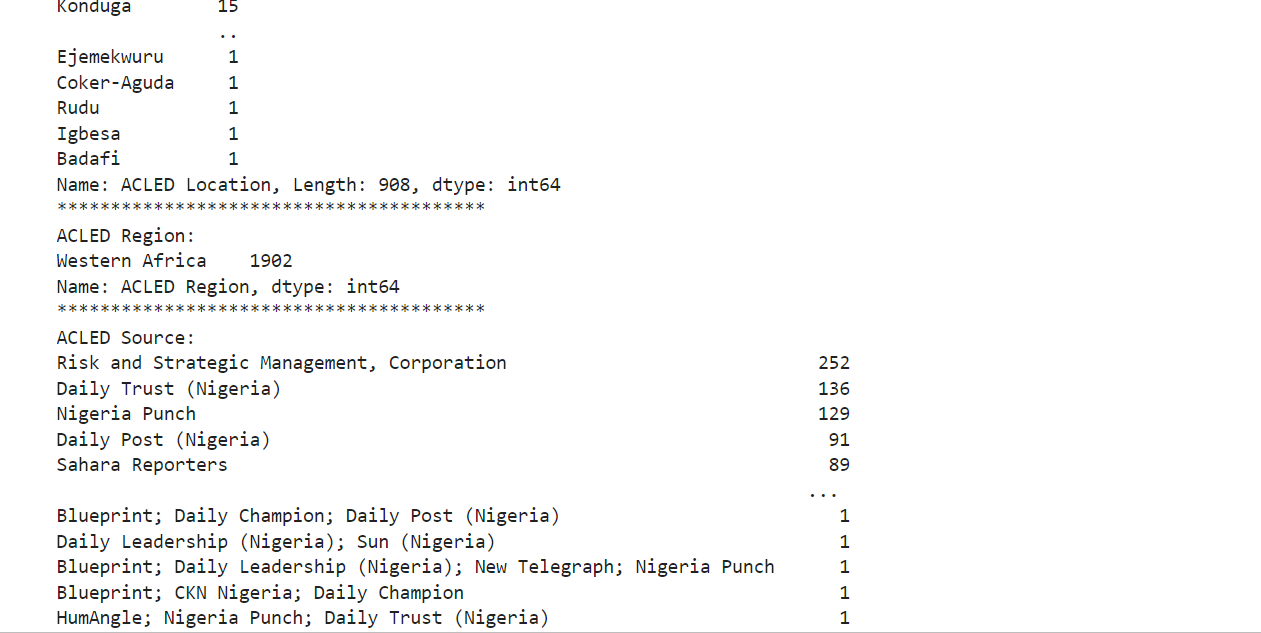 Konduga        15
               ..
Ejemekwuru      1
Coker-Aguda     1
Rudu            1
Igbesa          1
Badafi          1
Name: ACLED Location, Length: 908, dtype: int64
****************************************
ACLED Region:
Western Africa    1902
Name: ACLED Region, dtype: int64
****************************************
ACLED Source:
Risk and Strategic Management, Corporation                             252
Daily Trust (Nigeria)                                                  136
Nigeria Punch                                                          129
Daily Post (Nigeria)                                                    91
Sahara Reporters                                                        89
                                                                      ... 
Blueprint; Daily Champion; Daily Post (Nigeria)                          1
Daily Leadership (Nigeria); Sun (Nigeria)                                1
Blueprint; Daily Leadership (Nigeria); New Telegraph; Nigeria Punch      1
Blueprint; CKN Nigeria; Daily Champion                                   1
HumAngle; Nigeria Punch; Daily Trust (Nigeria)                           1